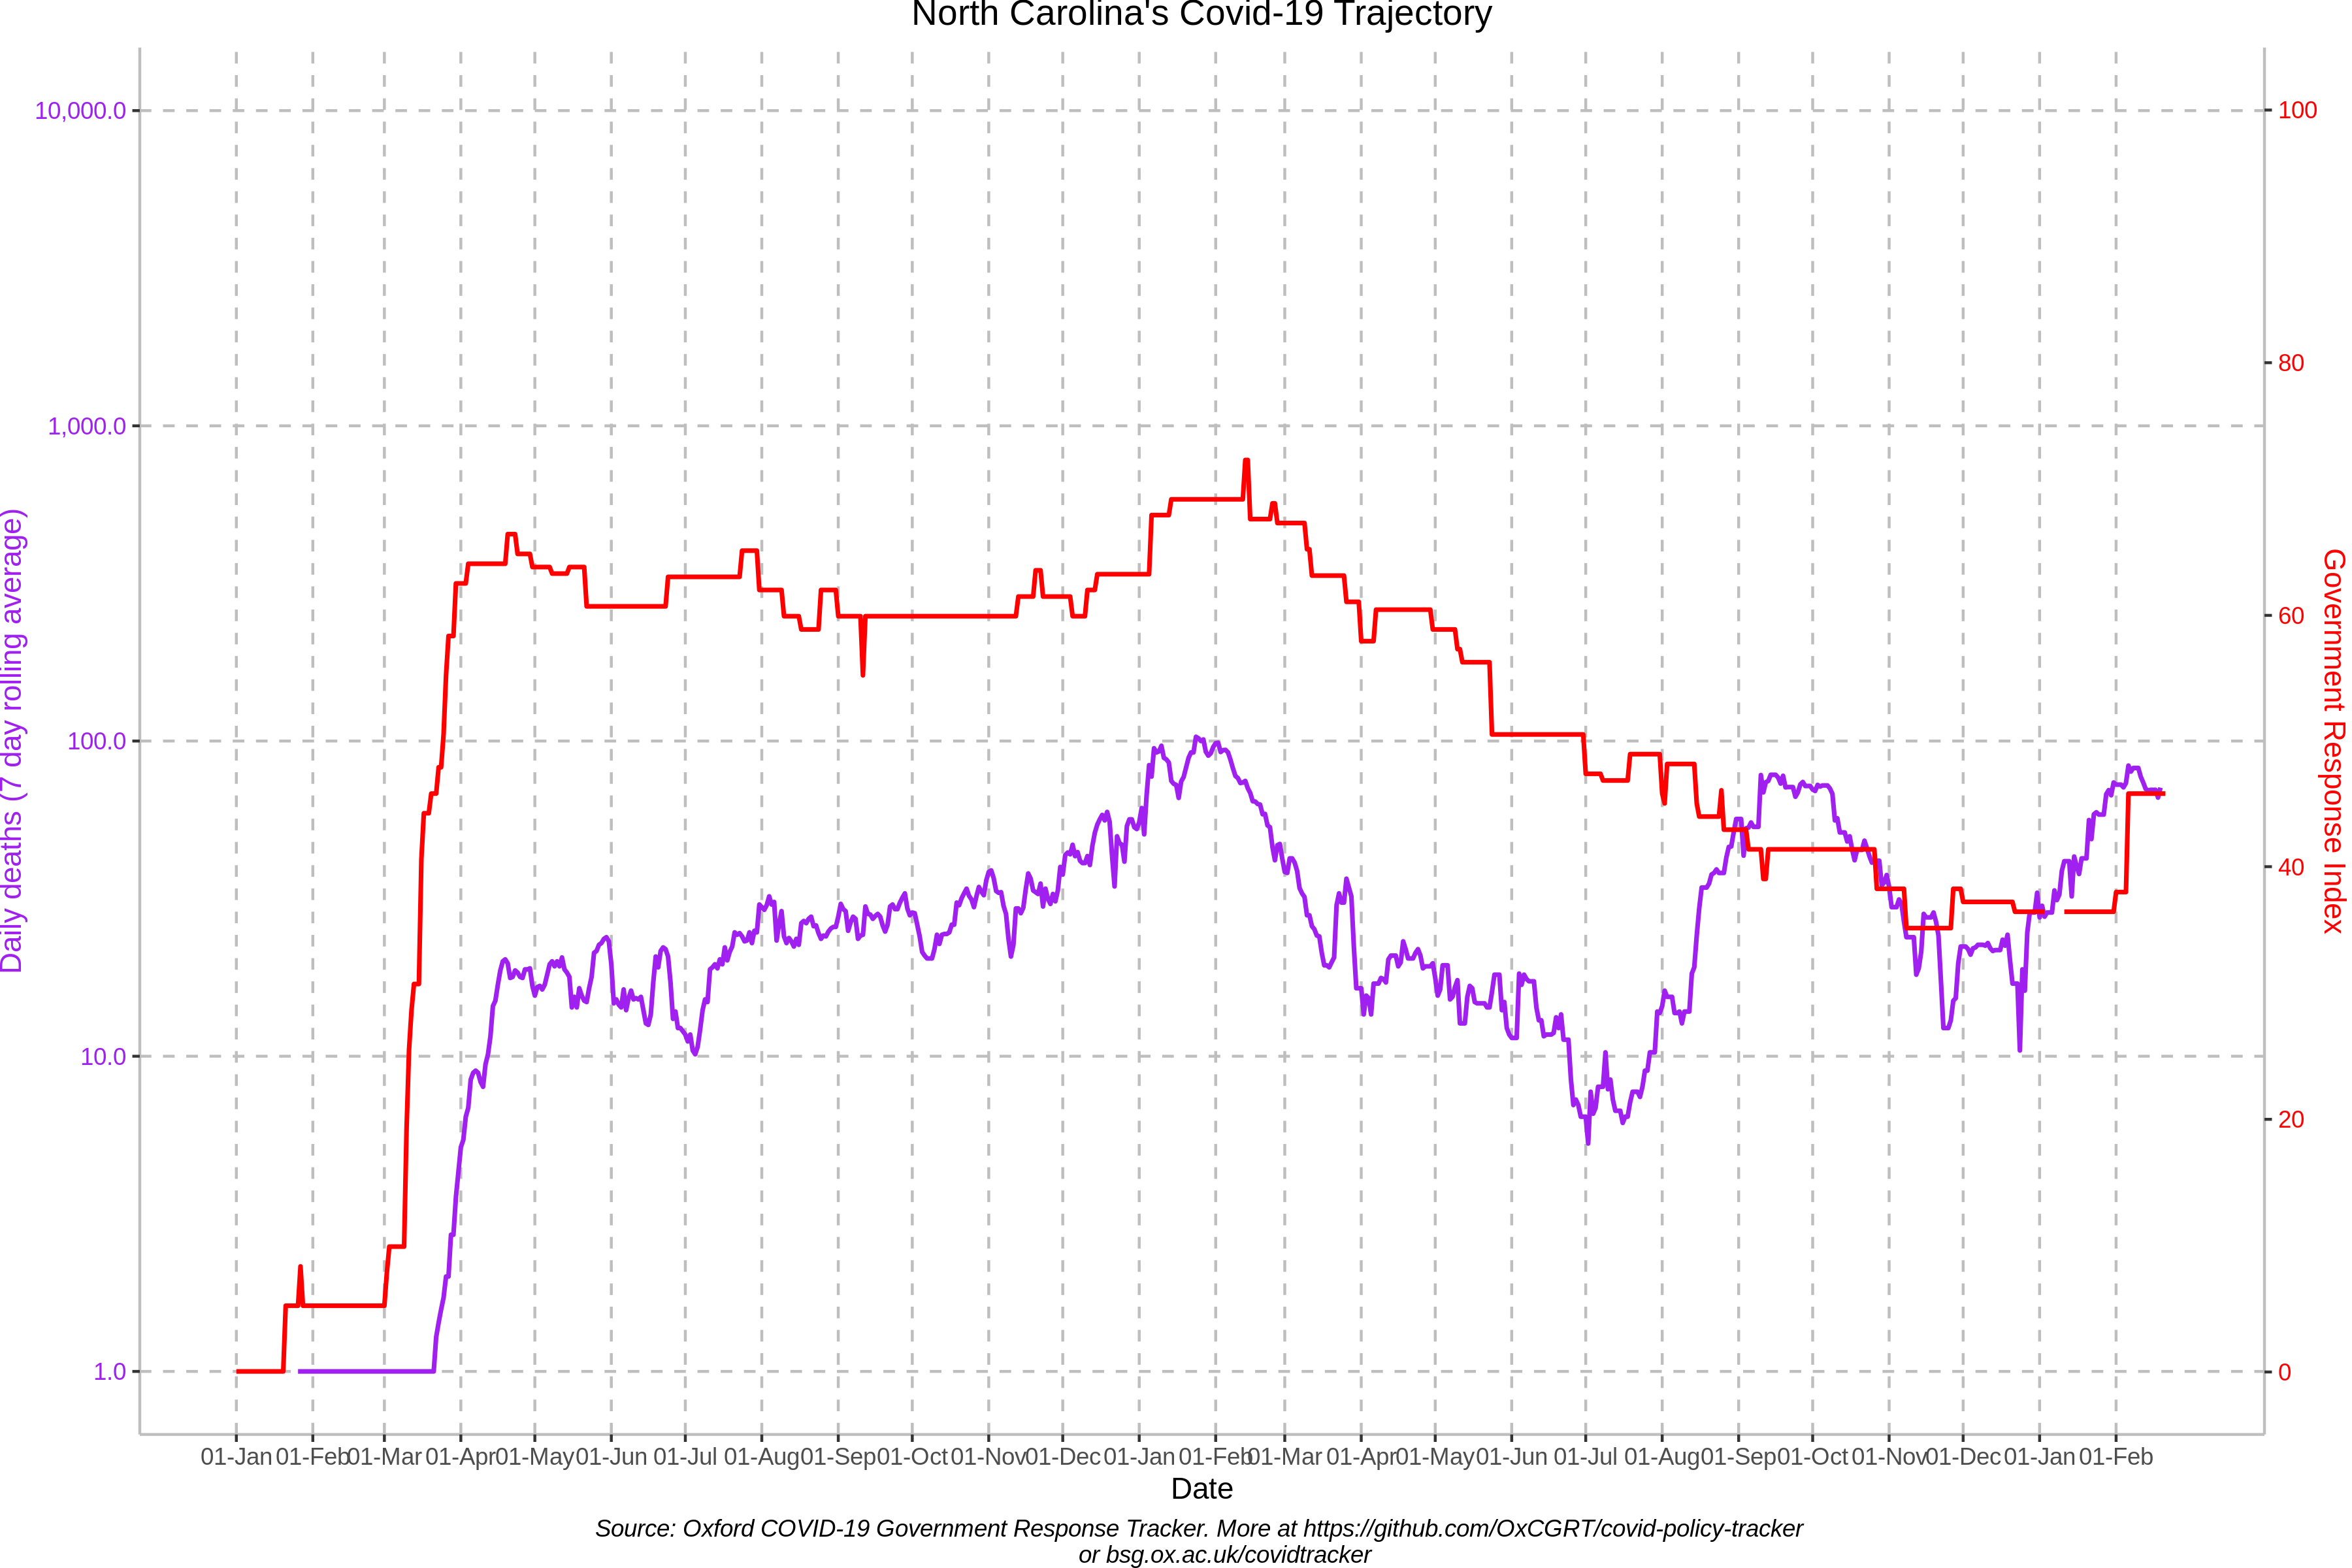 North Carolina's Covid-19 Trajectory
10,000.0
1,000.0
100.0
10.0
1.0
Daily deaths (7 day rolling average)
100
80
60
40
20
0
Government Response Index
01-Jan 01-Feb 01-Mar 01-Apr 01-May 01-Jun 01-Jul 01-Aug 01-Sep 01-Oct 01-Nov 01-Dec 01-Jan 01-Feb 01-Mar 01-Apr 01-May 01-Jun 01-Jul 01-Aug 01-Sep 01-Oct 01-Nov 01-Dec 01-Jan 01-Feb
Date
Source: Oxford COVID-19 Government Response Tracker. More at https://github.com/OxCGRT/covid-policy-tracker
or bsg.ox.ac.uk/covidtracker